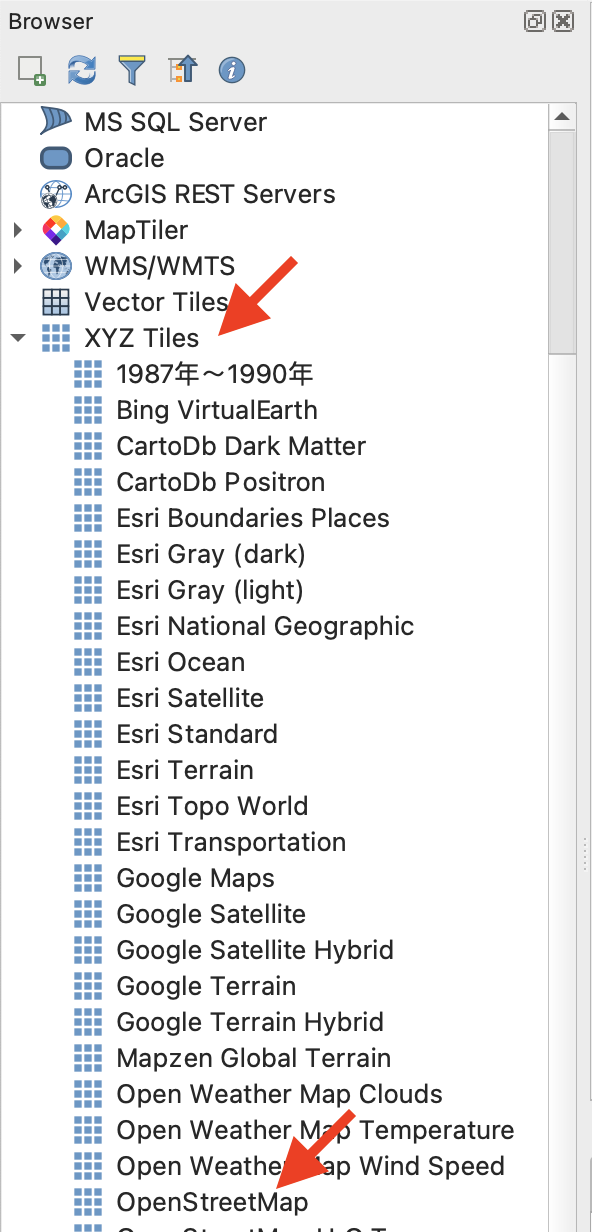 Browser
MS SQL Server
Oracle
ArcGIS REST Servers
MapTiler
WMS/WMTS
Vector Tiles
XYZ Tiles
1987年～1990年
Bing VirtualEarth
CartoDb Dark Matter
CartoDb Positron
Esri Boundaries Places
Esri Gray (dark)
Esri Gray (light)
Esri National Geographic
Esri Ocean
Esri Satellite
Esri Standard
Esri Terrain
Esri Topo World
Esri Transportation
Google Maps
Google Satellite
Google Satellite Hybrid
Google Terrain
Google Terrain Hybrid
Mapzen Global Terrain
Open Weather Map Clouds
Open Weather Map Temperature
Open Weather Map Wind Speed
OpenStreetMap
OpenStreetMap